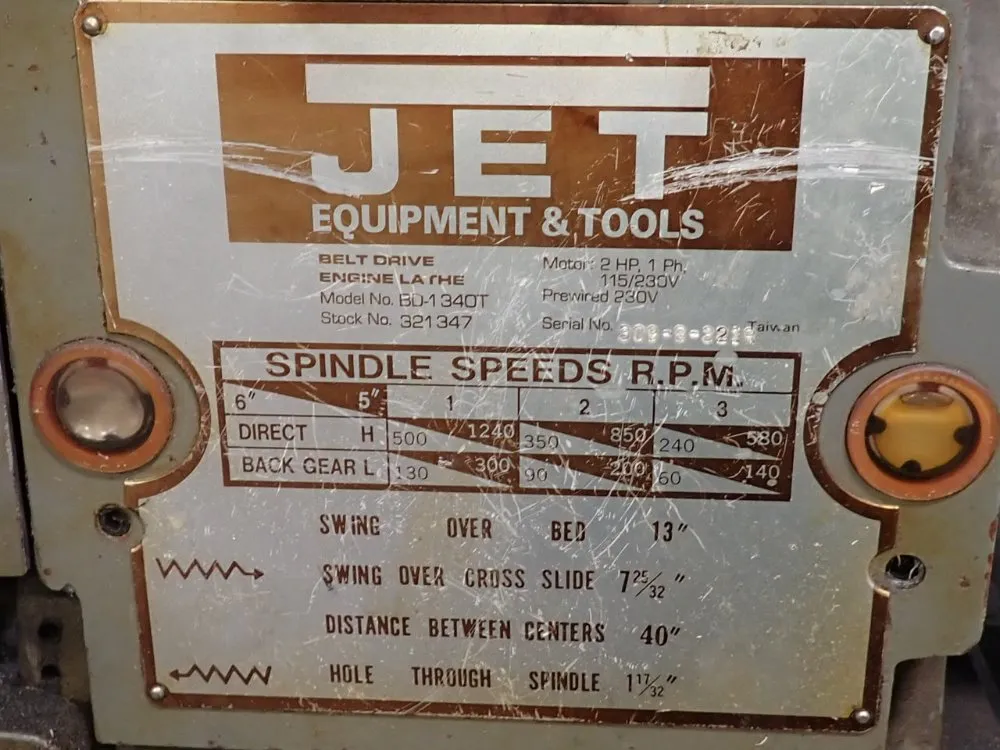 JET
EQUIPMENT & TOOLS
BELT DRIVE
ENGINE LATHE
Model No. BD-1340T
Stock No. 321347
Motor: 2 HP, 1 Ph,
115/230V
Prewired 230V
Serial No. Taiwan
SPINDLE SPEEDS R.P.M.
6" 5" 1 2 3
DIRECT H 500 1240 350 850 240 580
BACK GEAR L 130 300 90 200 60 140
SWING OVER BED 13"
SWING OVER CROSS SLIDE 7 25/32"
DISTANCE BETWEEN CENTERS 40"
HOLE THROUGH SPINDLE 1 17/32"